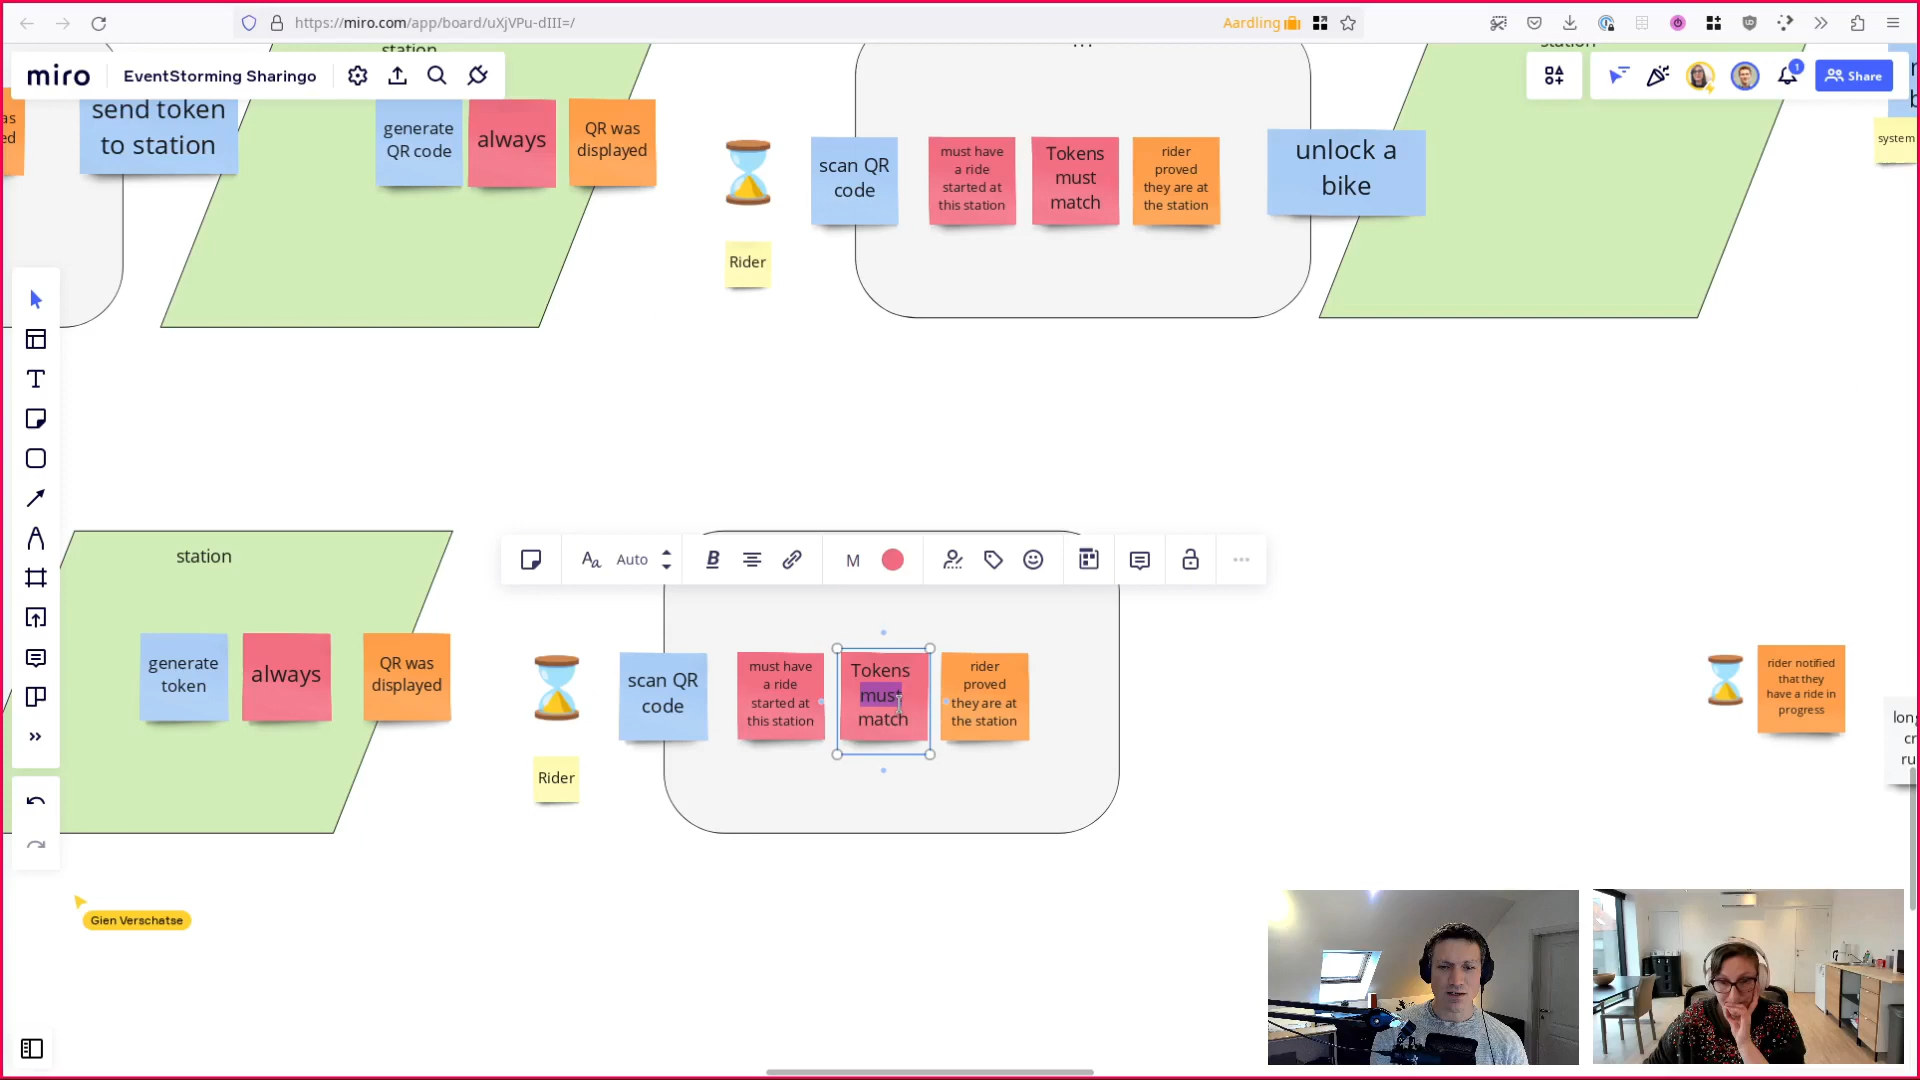 https://miro.com/app/board/uXjVPu-dIII=/
Aardling
station
station
miro
EventStorming Sharingo
1
Share
send token
to station
generate
QR code
always
QR was
displayed
scan QR
code
must have
a ride
started at
this station
Tokens
must
match
rider
proved
they are at
the station
unlock a
bike
system
Rider
station
Auto
B
M
generate
token
always
QR was
displayed
scan QR
code
must have
a ride
started at
this station
Tokens
must
match
rider
proved
they are at
the station
rider notified
that they
have a ride in
progress
Rider
Gien Verschatse